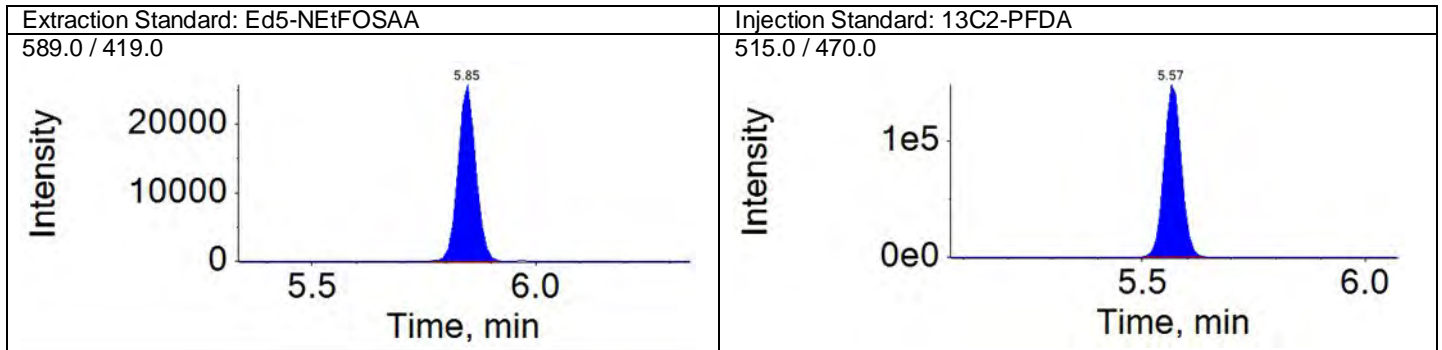 Extraction Standard: Ed5-NEtFOSAA
589.0 / 419.0
5.85
Intensity
20000
10000
0
5.5
6.0
Time, min
Injection Standard: 13C2-PFDA
515.0 / 470.0
5.57
Intensity
1e5
0e0
5.5
6.0
Time, min